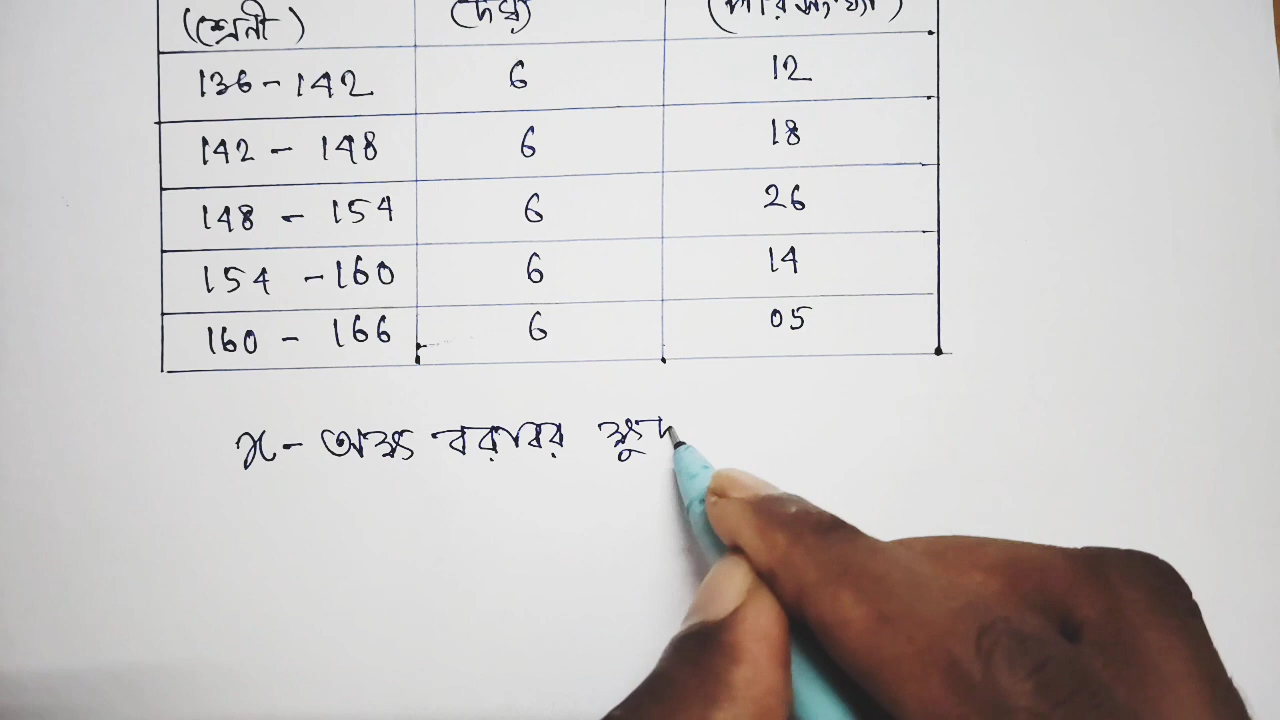 (শ্রেনী) (দৈর্ঘ্য) (পরিসংখ্যা)
136 - 142 6 12
142 - 148 6 18
148 - 154 6 26
154 - 160 6 14
160 - 166 6 05
x - অক্ষ বরাবর ক্ষুদ